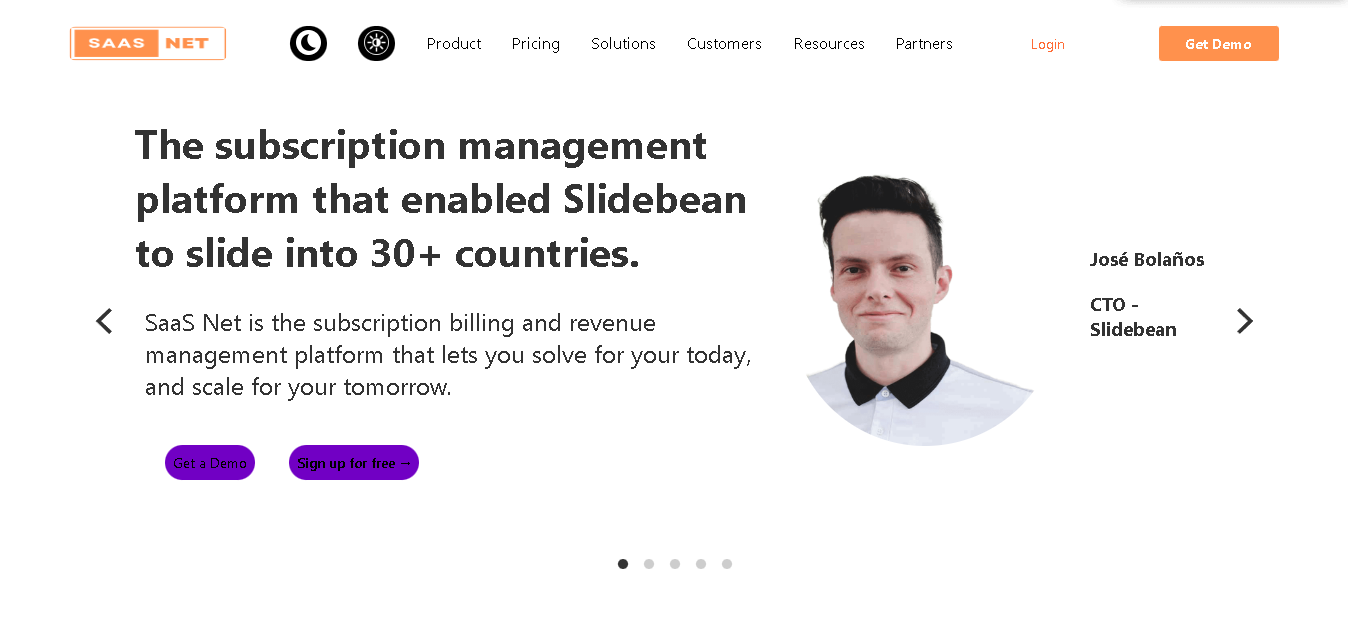 SAAS NET
Product
Pricing
Solutions
Customers
Resources
Partners
Login
Get Demo
The subscription management
platform that enabled Slidebean
to slide into 30+ countries.
SaaS Net is the subscription billing and revenue
management platform that lets you solve for your today,
and scale for your tomorrow.
Get a Demo
Sign up for free →
José Bolaños
CTO -
Slidebean